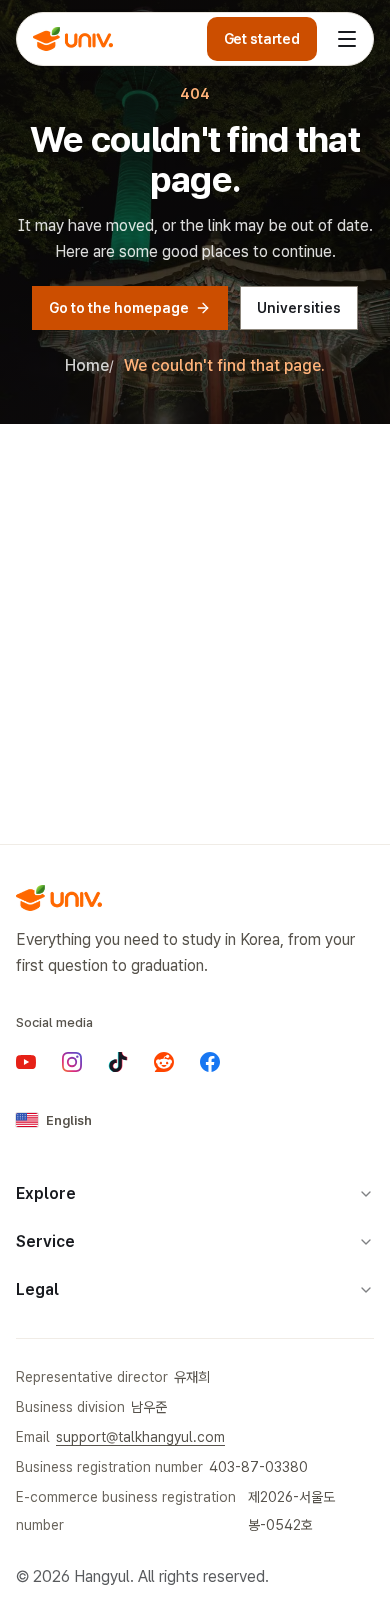 univ.
Get started
404
We couldn't find that
page.
It may have moved, or the link may be out of date.
Here are some good places to continue.
Go to the homepage →
Universities
Home/ We couldn't find that page.
univ.
Everything you need to study in Korea, from your
first question to graduation.
Social media
English
Explore
Service
Legal
Representative director 유재희
Business division 남우준
Email support@talkhangyul.com
Business registration number 403-87-03380
E-commerce business registration number 제2026-서울도봉-0542호
© 2026 Hangyul. All rights reserved.